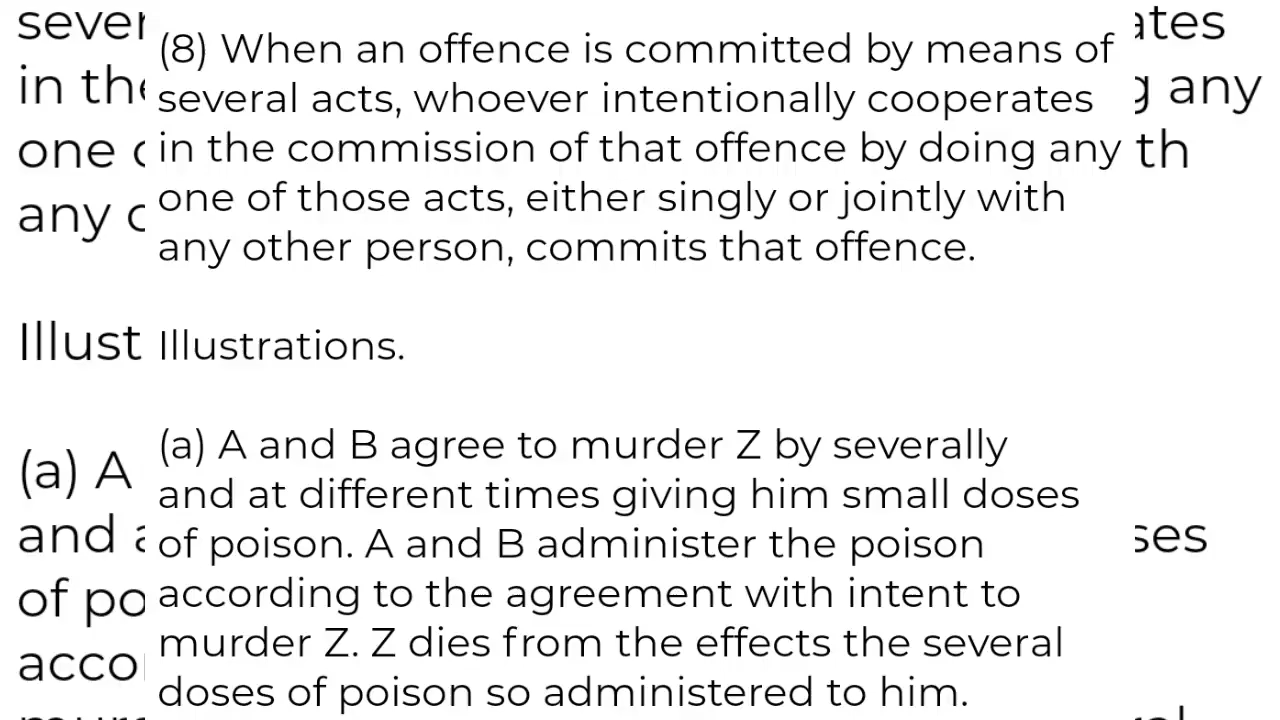 (8) When an offence is committed by means of
several acts, whoever intentionally cooperates
in the commission of that offence by doing any
one of those acts, either singly or jointly with
any other person, commits that offence.
Illustrations.
(a) A and B agree to murder Z by severally
and at different times giving him small doses
of poison. A and B administer the poison
according to the agreement with intent to
murder Z. Z dies from the effects the several
doses of poison so administered to him.